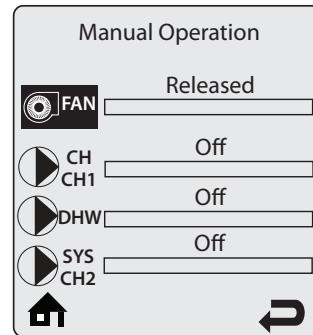 Manual Operation
Released
FAN
Off
CH
CH1
Off
DHW
Off
SYS
CH2